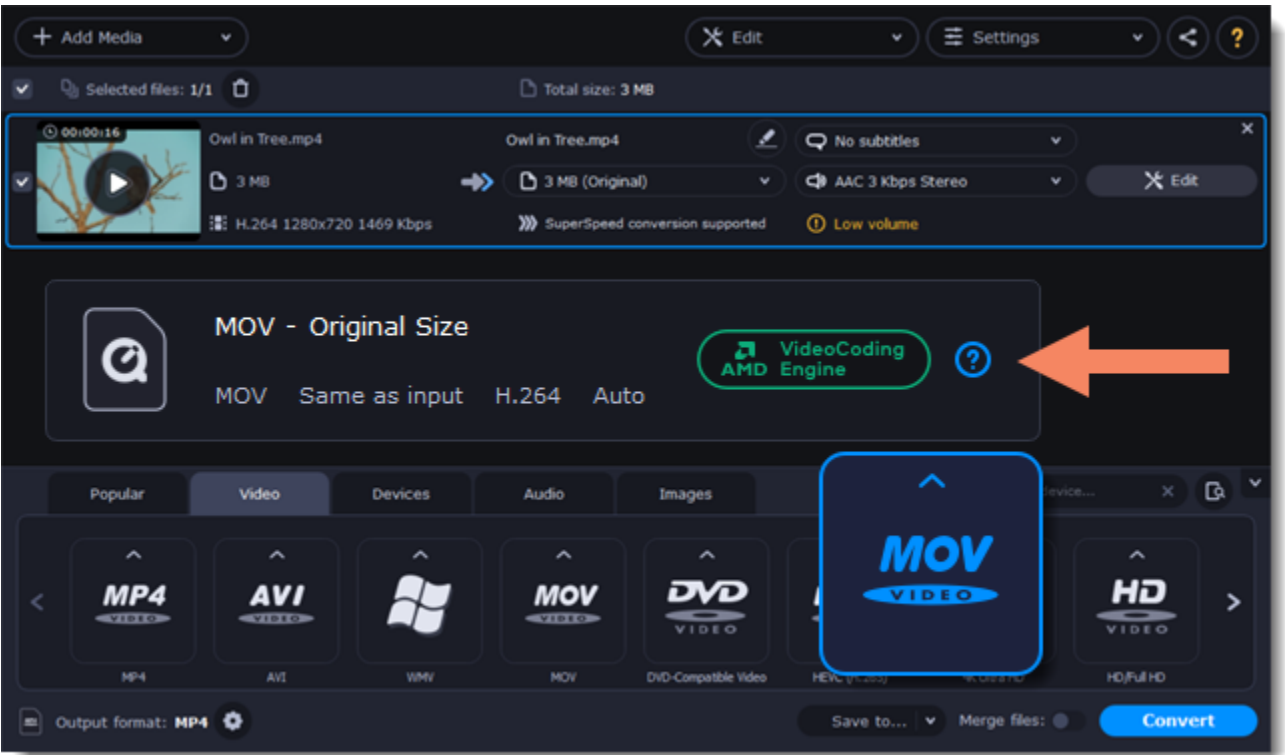 Add Media
Edit
Settings
?
Selected files: 1/1
Total size: 3 MB
00:00:16
Owl in Tree.mp4
Owl in Tree.mp4
No subtitles
3 MB
3 MB (Original)
AAC 3 Kbps Stereo
Edit
H.264 1280x720 1469 Kbps
SuperSpeed conversion supported
Low volume
MOV - Original Size
AMD VideoCoding Engine
?
MOV Same as input H.264 Auto
Popular
Video
Devices
Audio
Images
device...
MOV
VIDEO
MP4
VIDEO
AVI
VIDEO
MOV
VIDEO
DVD
VIDEO
HD
VIDEO
MP4
AVI
WMV
MOV
DVD-Compatible Video
HEVC
HD/Full HD
Output format: MP4
Save to...
Merge files:
Convert